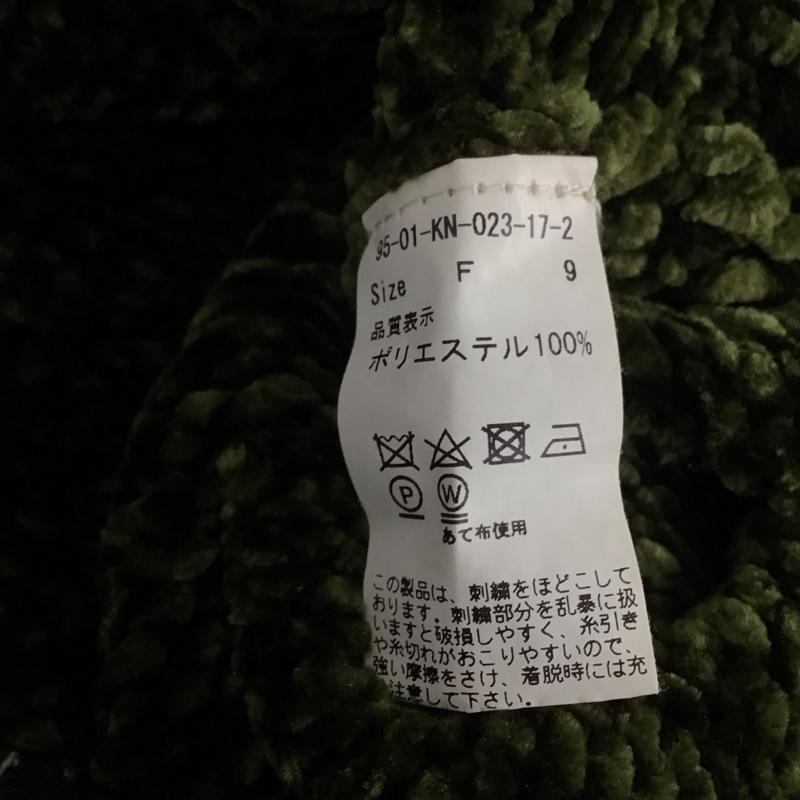 95-01-KN-023-17-2
Size F 9
品質表示
ポリエステル100%
P W
あて布使用
この製品は、刺繍をほどこして
おります。刺繍部分を乱暴に扱
いますと破損しやすく、糸引き
や糸切れがおこりやすいので、
強い摩擦をさけ、着脱時には充
注意して下さい。